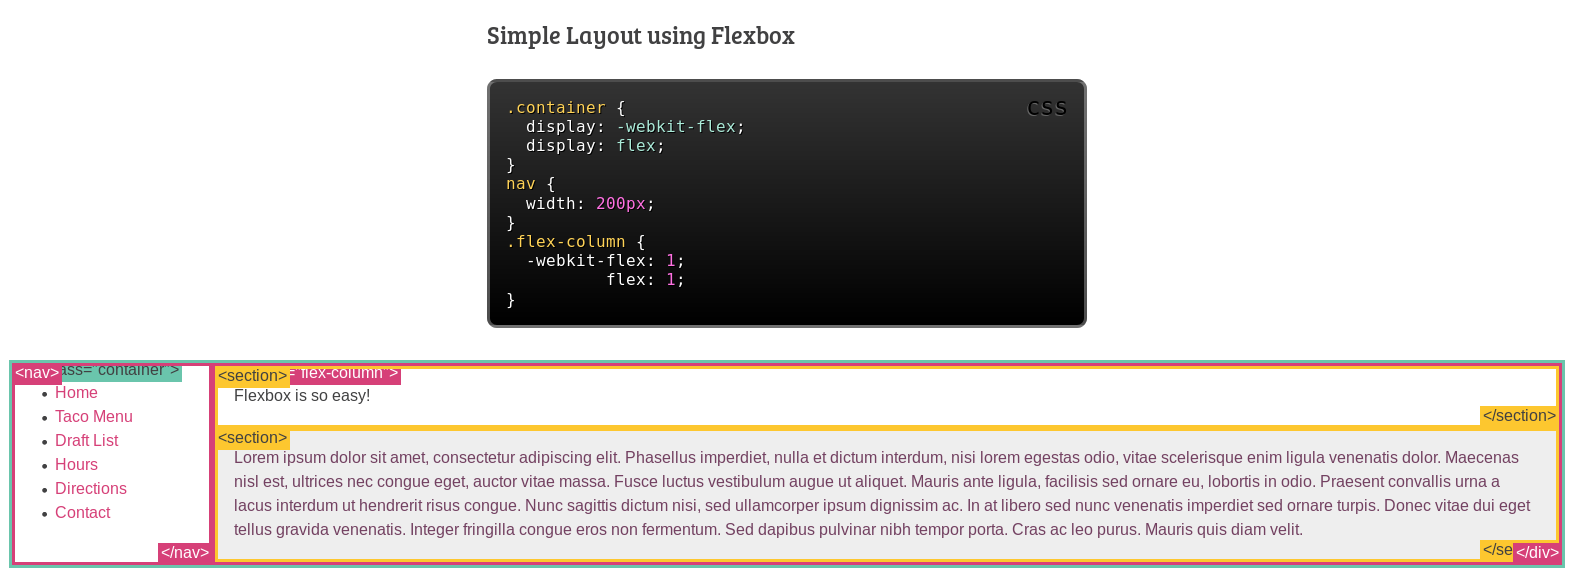 Simple Layout using Flexbox
CSS
.container {
  display: -webkit-flex;
  display: flex;
}
nav {
  width: 200px;
}
.flex-column {
  -webkit-flex: 1;
          flex: 1;
}
<nav>
ass="container">
Home
Taco Menu
Draft List
Hours
Directions
Contact
</nav>
<section>
="flex-column">
Flexbox is so easy!
</section>
<section>
Lorem ipsum dolor sit amet, consectetur adipiscing elit. Phasellus imperdiet, nulla et dictum interdum, nisi lorem egestas odio, vitae scelerisque enim ligula venenatis dolor. Maecenas
nisl est, ultrices nec congue eget, auctor vitae massa. Fusce luctus vestibulum augue ut aliquet. Mauris ante ligula, facilisis sed ornare eu, lobortis in odio. Praesent convallis urna a
lacus interdum ut hendrerit risus congue. Nunc sagittis dictum nisi, sed ullamcorper ipsum dignissim ac. In at libero sed nunc venenatis imperdiet sed ornare turpis. Donec vitae dui eget
tellus gravida venenatis. Integer fringilla congue eros non fermentum. Sed dapibus pulvinar nibh tempor porta. Cras ac leo purus. Mauris quis diam velit.
</se
</div>